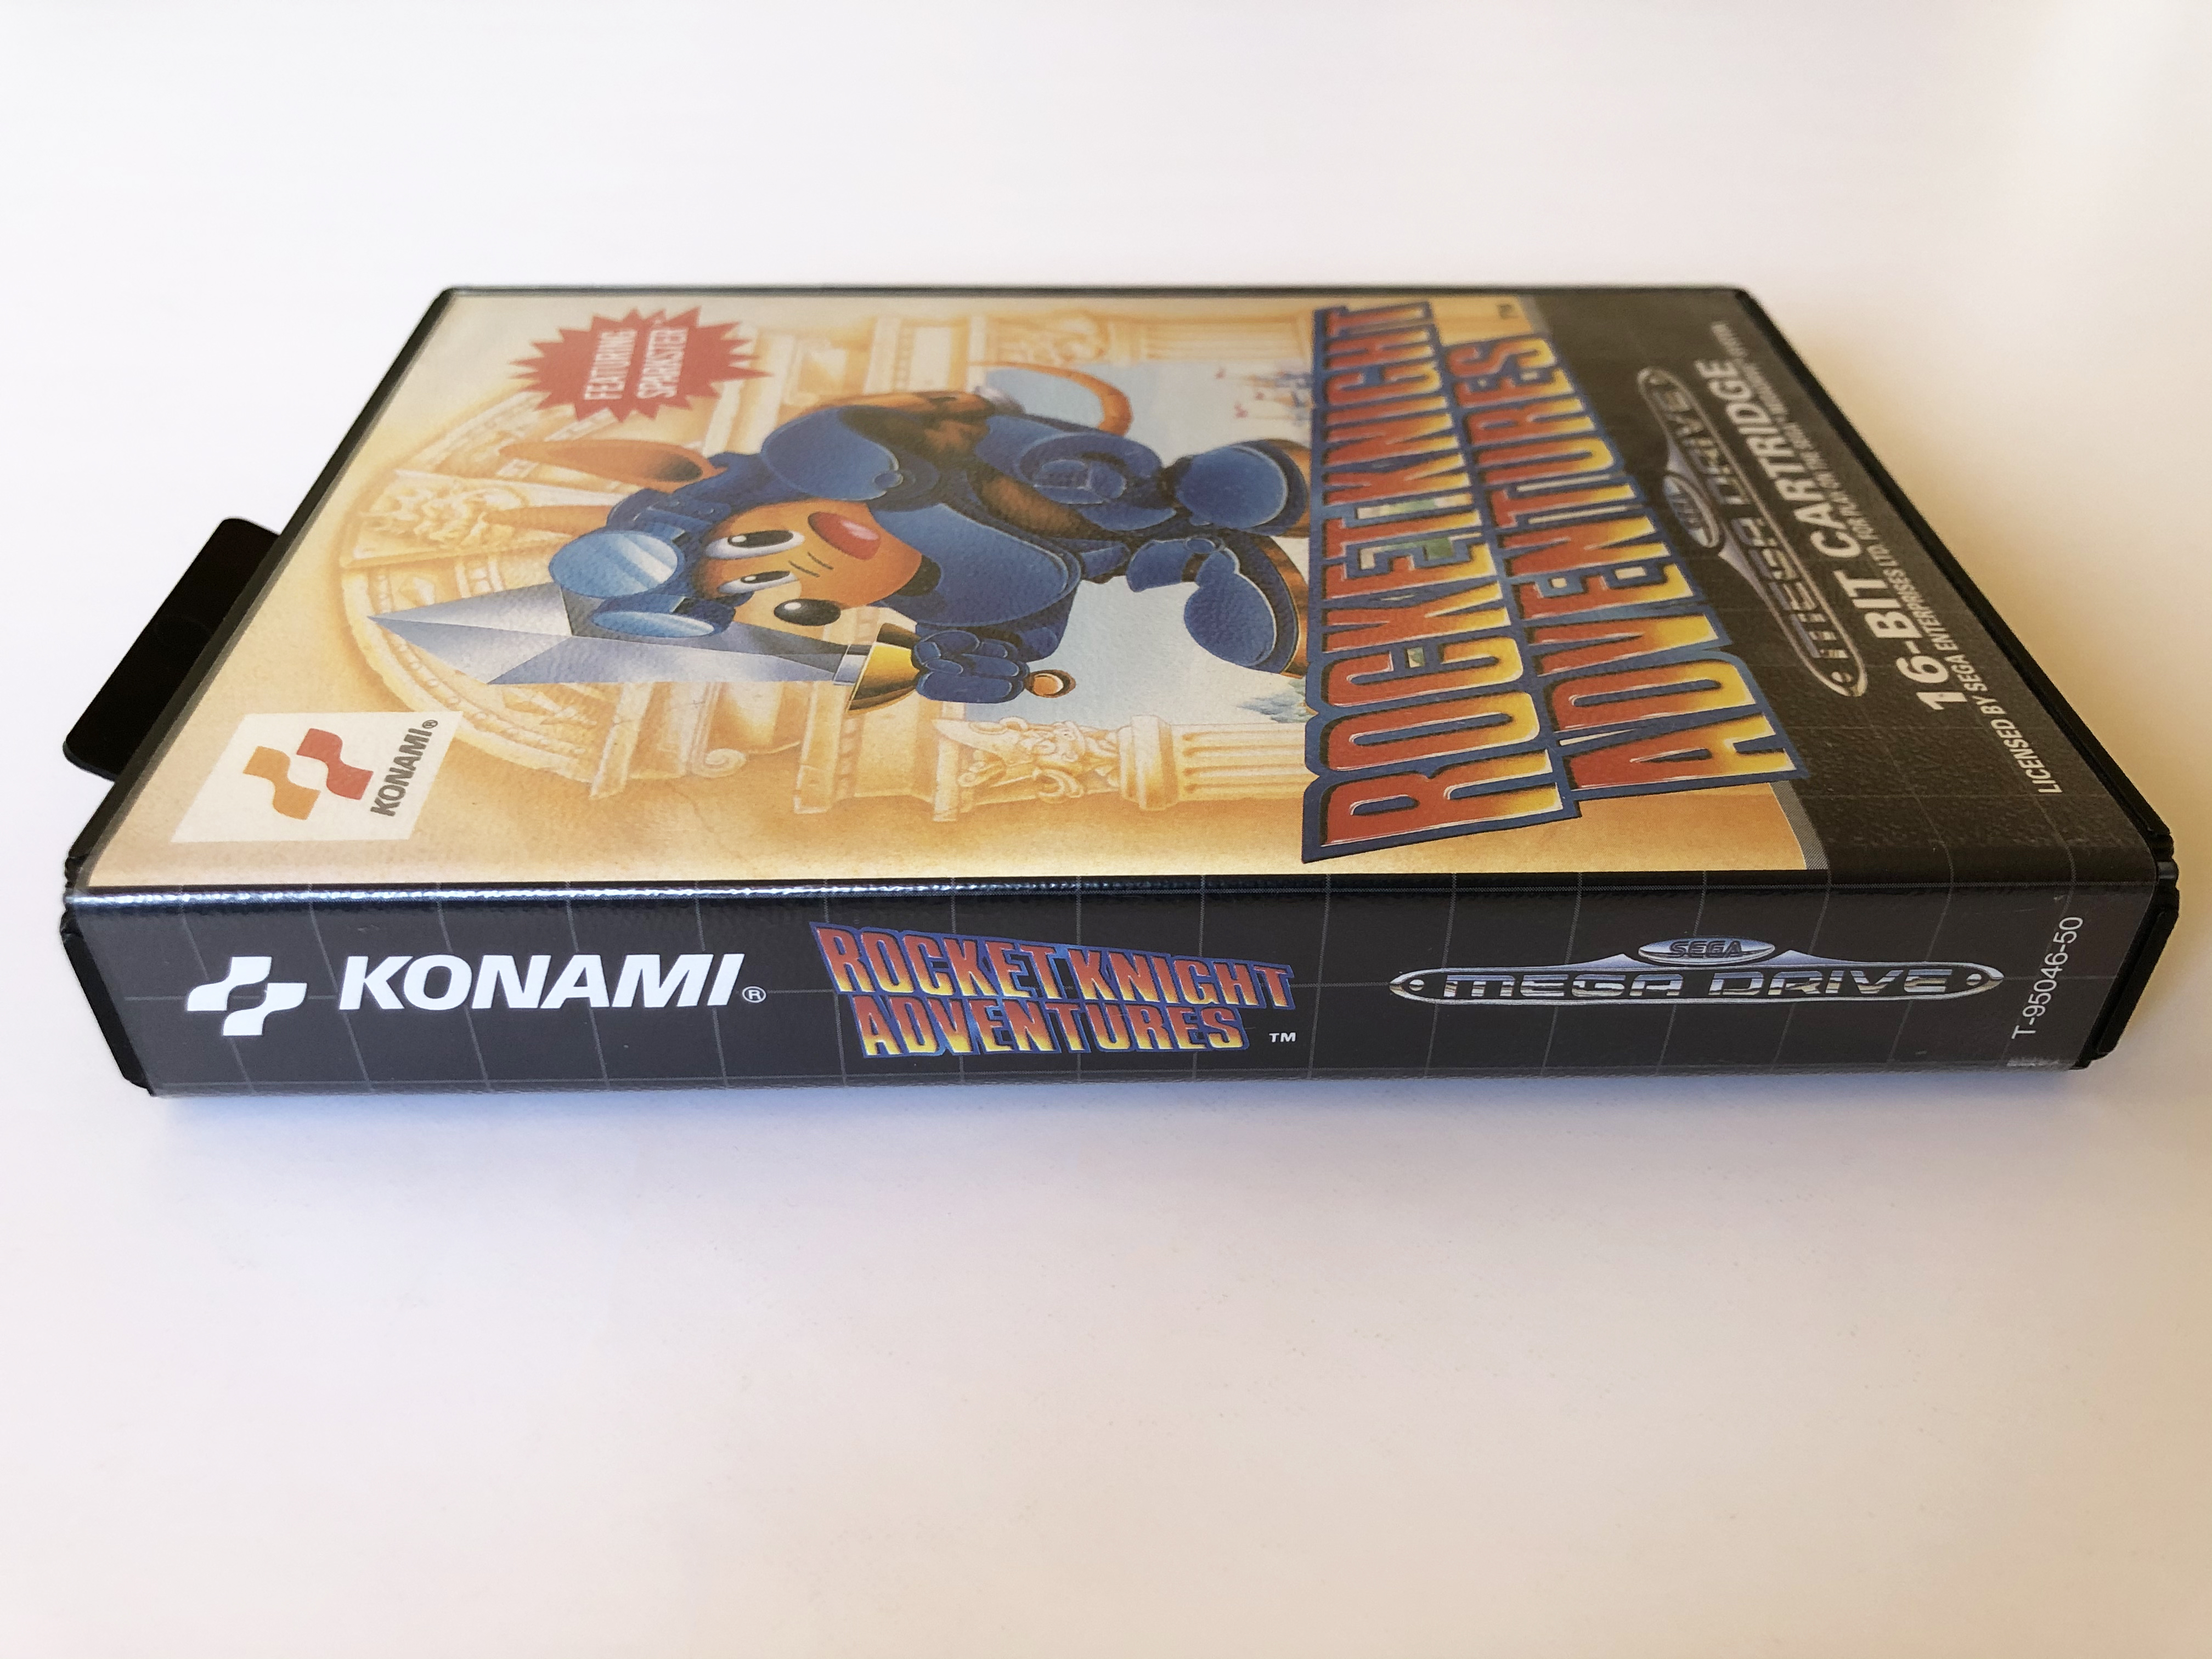 FEATURING
SPARKSTER
KONAMI®
ROCKET KNIGHT
ADVENTURES
TM
SEGA
MEGA DRIVE
16-BIT CARTRIDGE
LICENSED BY SEGA ENTERPRISES LTD. FOR PLAY ON THE SEGA MEGA DRIVE SYSTEM
KONAMI®
ROCKET KNIGHT
ADVENTURES
TM
SEGA
MEGA DRIVE
T-95046-50